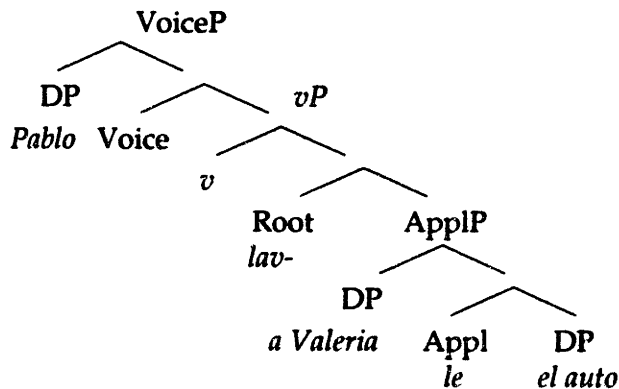 VoiceP
DP vP
Pablo Voice
v
Root ApplP
lav-
DP
a Valeria Appl DP
le el auto